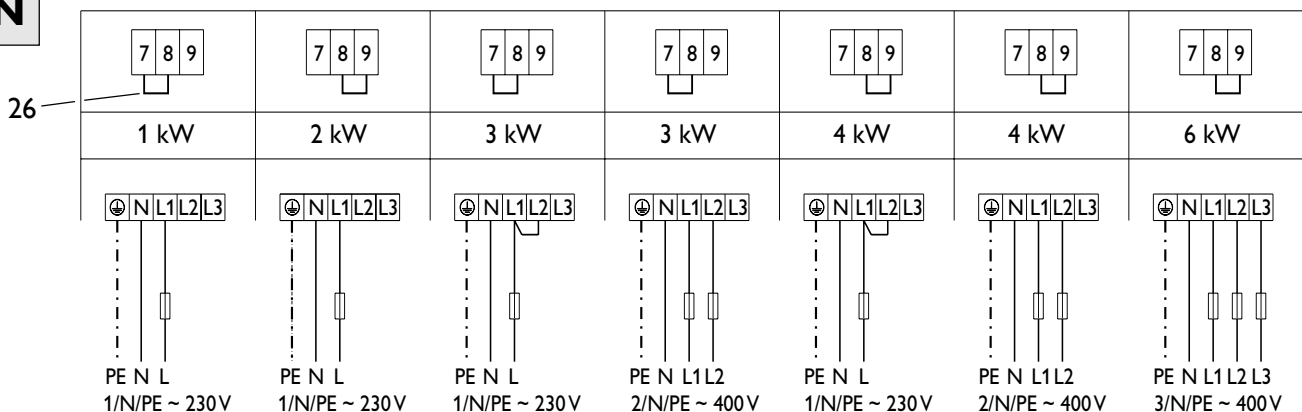 N
7 8 9 7 8 9 7 8 9 7 8 9 7 8 9 7 8 9 7 8 9
26
1 kW 2 kW 3 kW 3 kW 4 kW 4 kW 6 kW
N L1 L2 L3 N L1 L2 L3 N L1 L2 L3 N L1 L2 L3 N L1 L2 L3 N L1 L2 L3 N L1 L2 L3
PE N L PE N L PE N L PE N L1 L2 PE N L PE N L1 L2 PE N L1 L2 L3
1/N/PE ~ 230 V 1/N/PE ~ 230 V 1/N/PE ~ 230 V 2/N/PE ~ 400 V 1/N/PE ~ 230 V 2/N/PE ~ 400 V 3/N/PE ~ 400 V